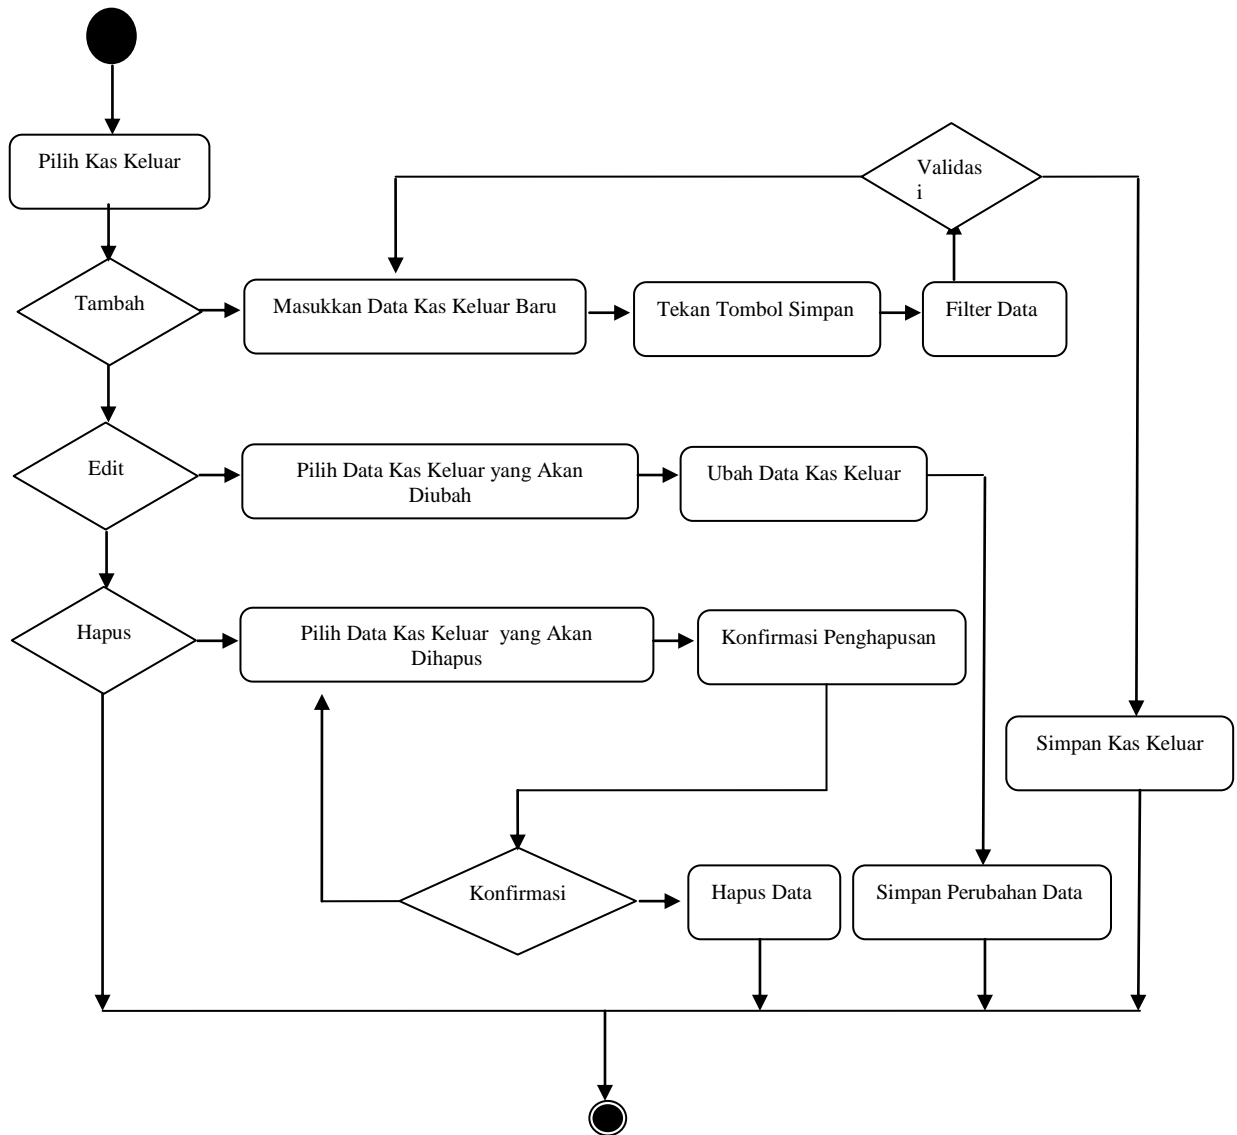 Pilih Kas Keluar
Validas
i
Tambah
Masukkan Data Kas Keluar Baru
Tekan Tombol Simpan
Filter Data
Edit
Pilih Data Kas Keluar yang Akan
Diubah
Ubah Data Kas Keluar
Hapus
Pilih Data Kas Keluar yang Akan
Dihapus
Konfirmasi Penghapusan
Simpan Kas Keluar
Konfirmasi
Hapus Data
Simpan Perubahan Data